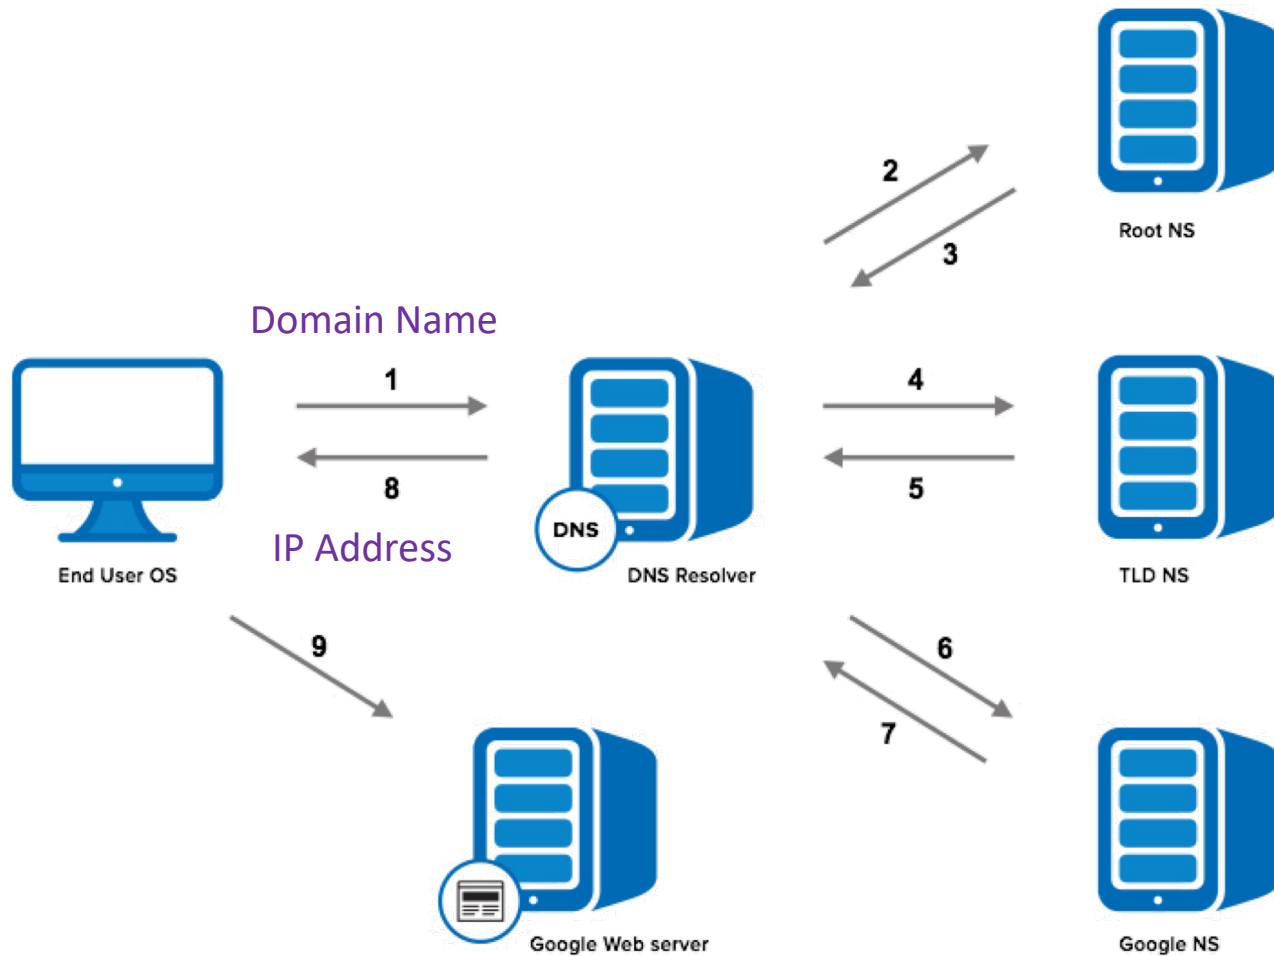 2
Root NS
3
Domain Name
1
4
8
5
DNS
IP Address
End User OS
DNS Resolver
TLD NS
9
6
7
Google Web server
Google NS